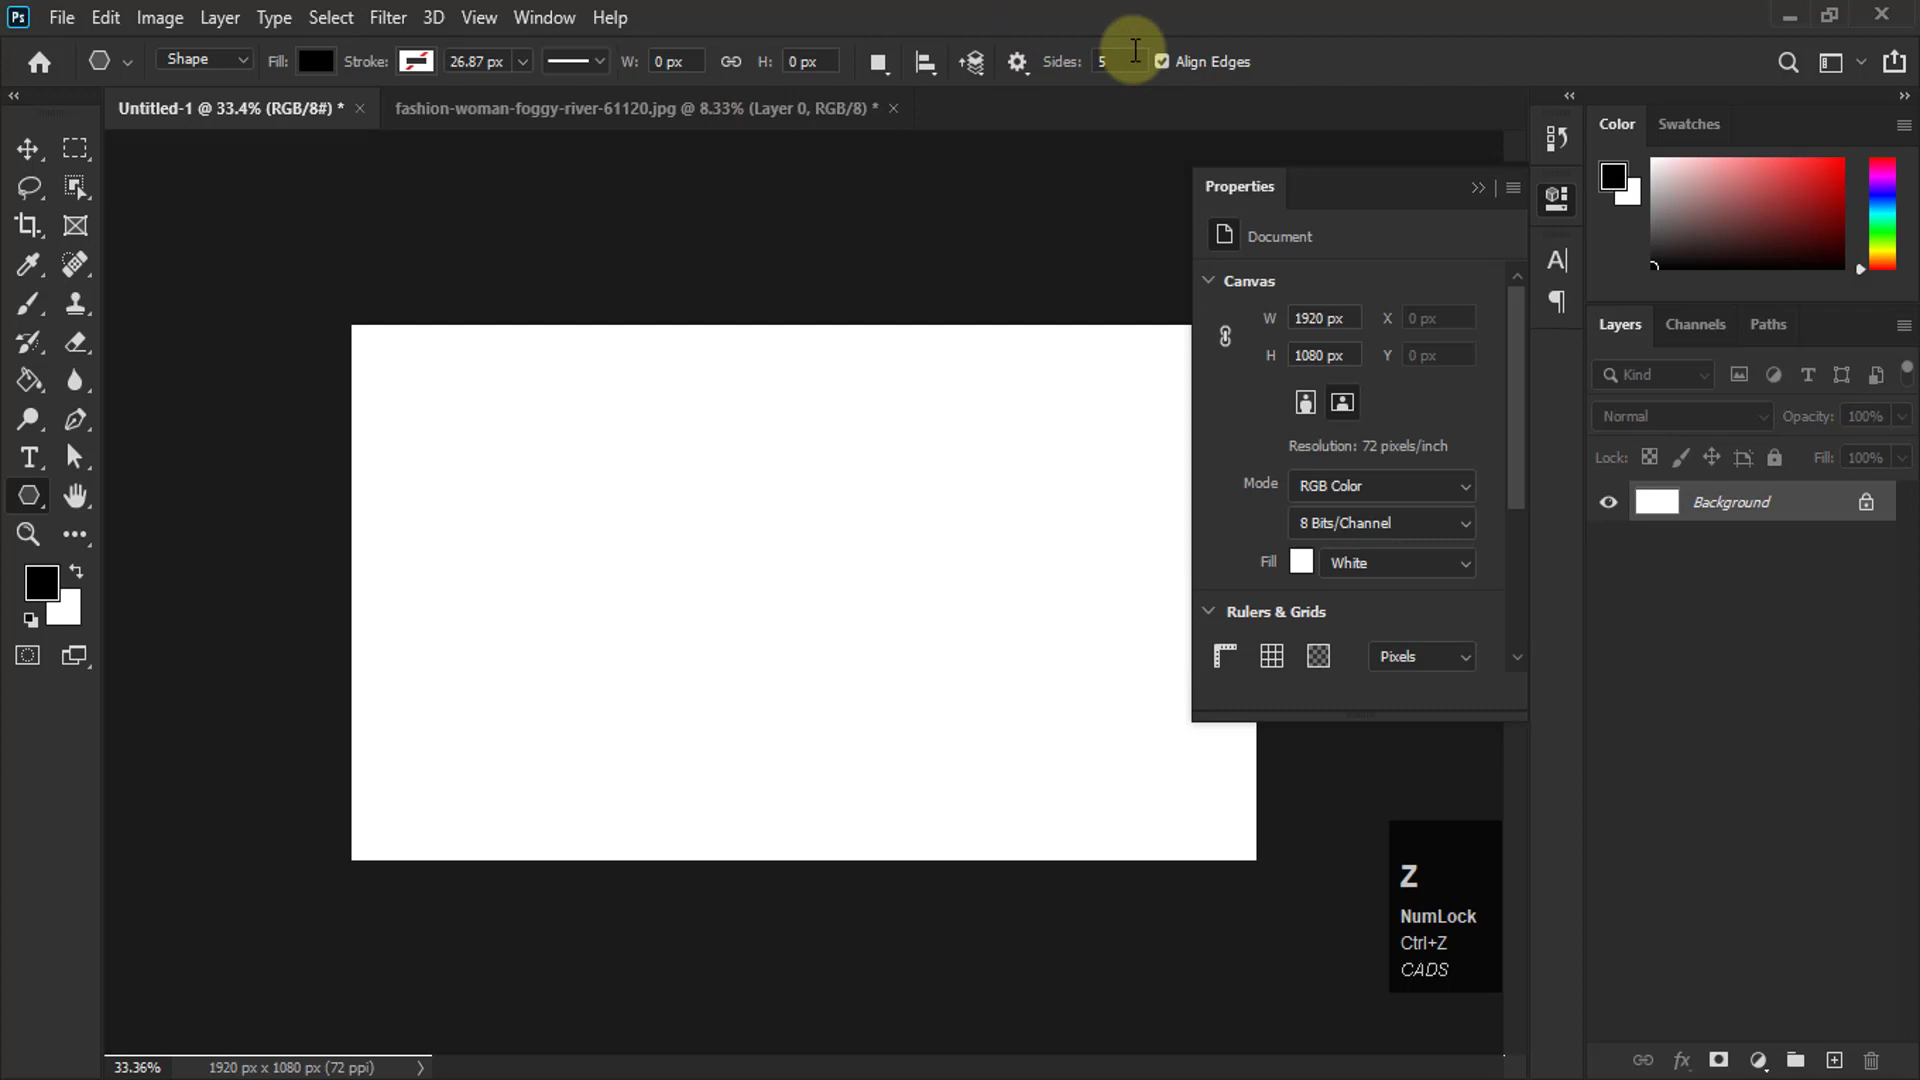 Ps File Edit Image Layer Type Select Filter 3D View Window Help
Shape Fill: Stroke: 26.87 px W: 0 px H: 0 px Sides: 5 Align Edges
Untitled-1 @ 33.4% (RGB/8#) * × fashion-woman-foggy-river-61120.jpg @ 8.33% (Layer 0, RGB/8) * ×
Properties
Document
Canvas
W 1920 px X 0 px
H 1080 px Y 0 px
Resolution: 72 pixels/inch
Mode RGB Color
8 Bits/Channel
Fill White
Rulers & Grids
Pixels
Color Swatches
Layers Channels Paths
Kind
Normal Opacity: 100%
Lock: Fill: 100%
Background
Z
NumLock
Ctrl+Z
CADS
33.36% 1920 px x 1080 px (72 ppi)